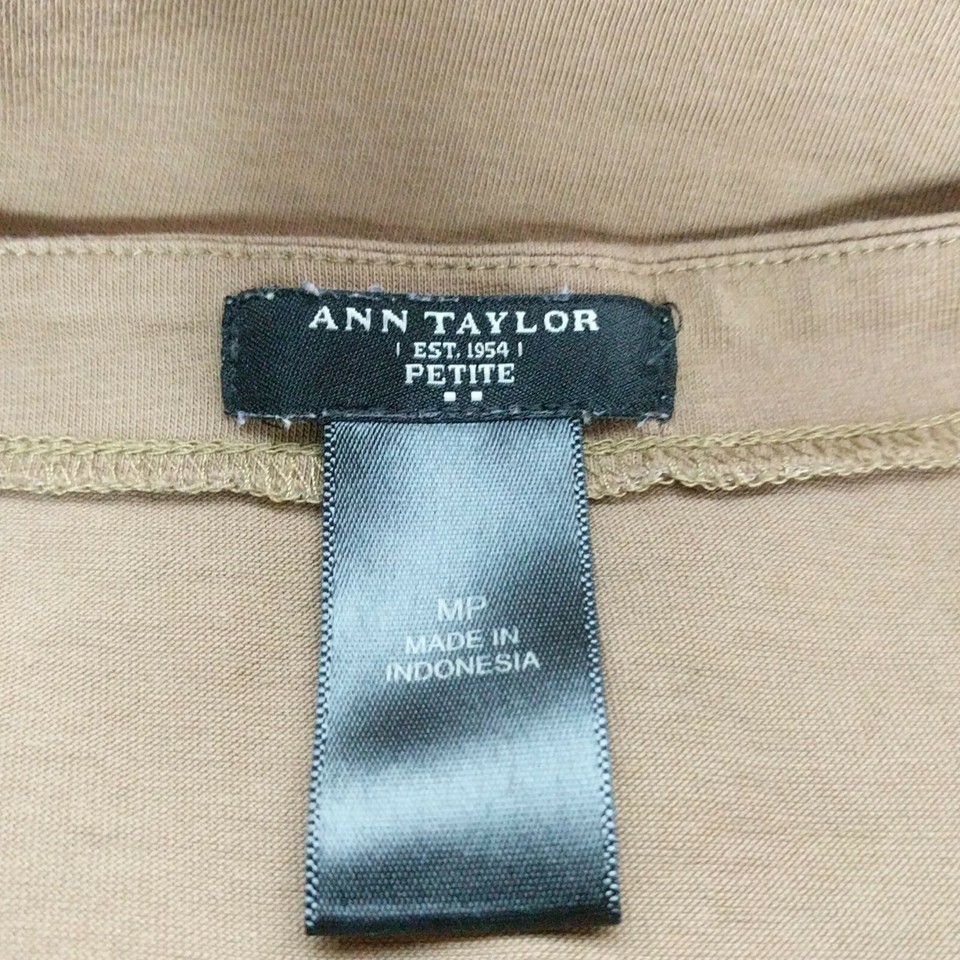 ANN TAYLOR
EST. 1954
PETITE
MP
MADE IN
INDONESIA